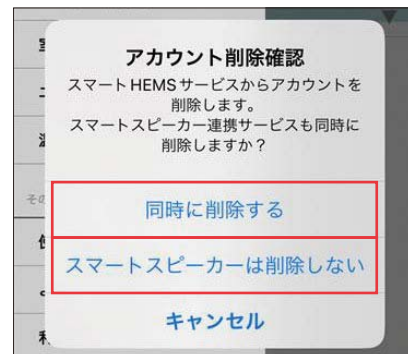 アカウント削除確認
スマートHEMSサービスからアカウントを
削除します。
スマートスピーカー連携サービスも同時に
削除しますか?
同時に削除する
スマートスピーカーは削除しない
キャンセル